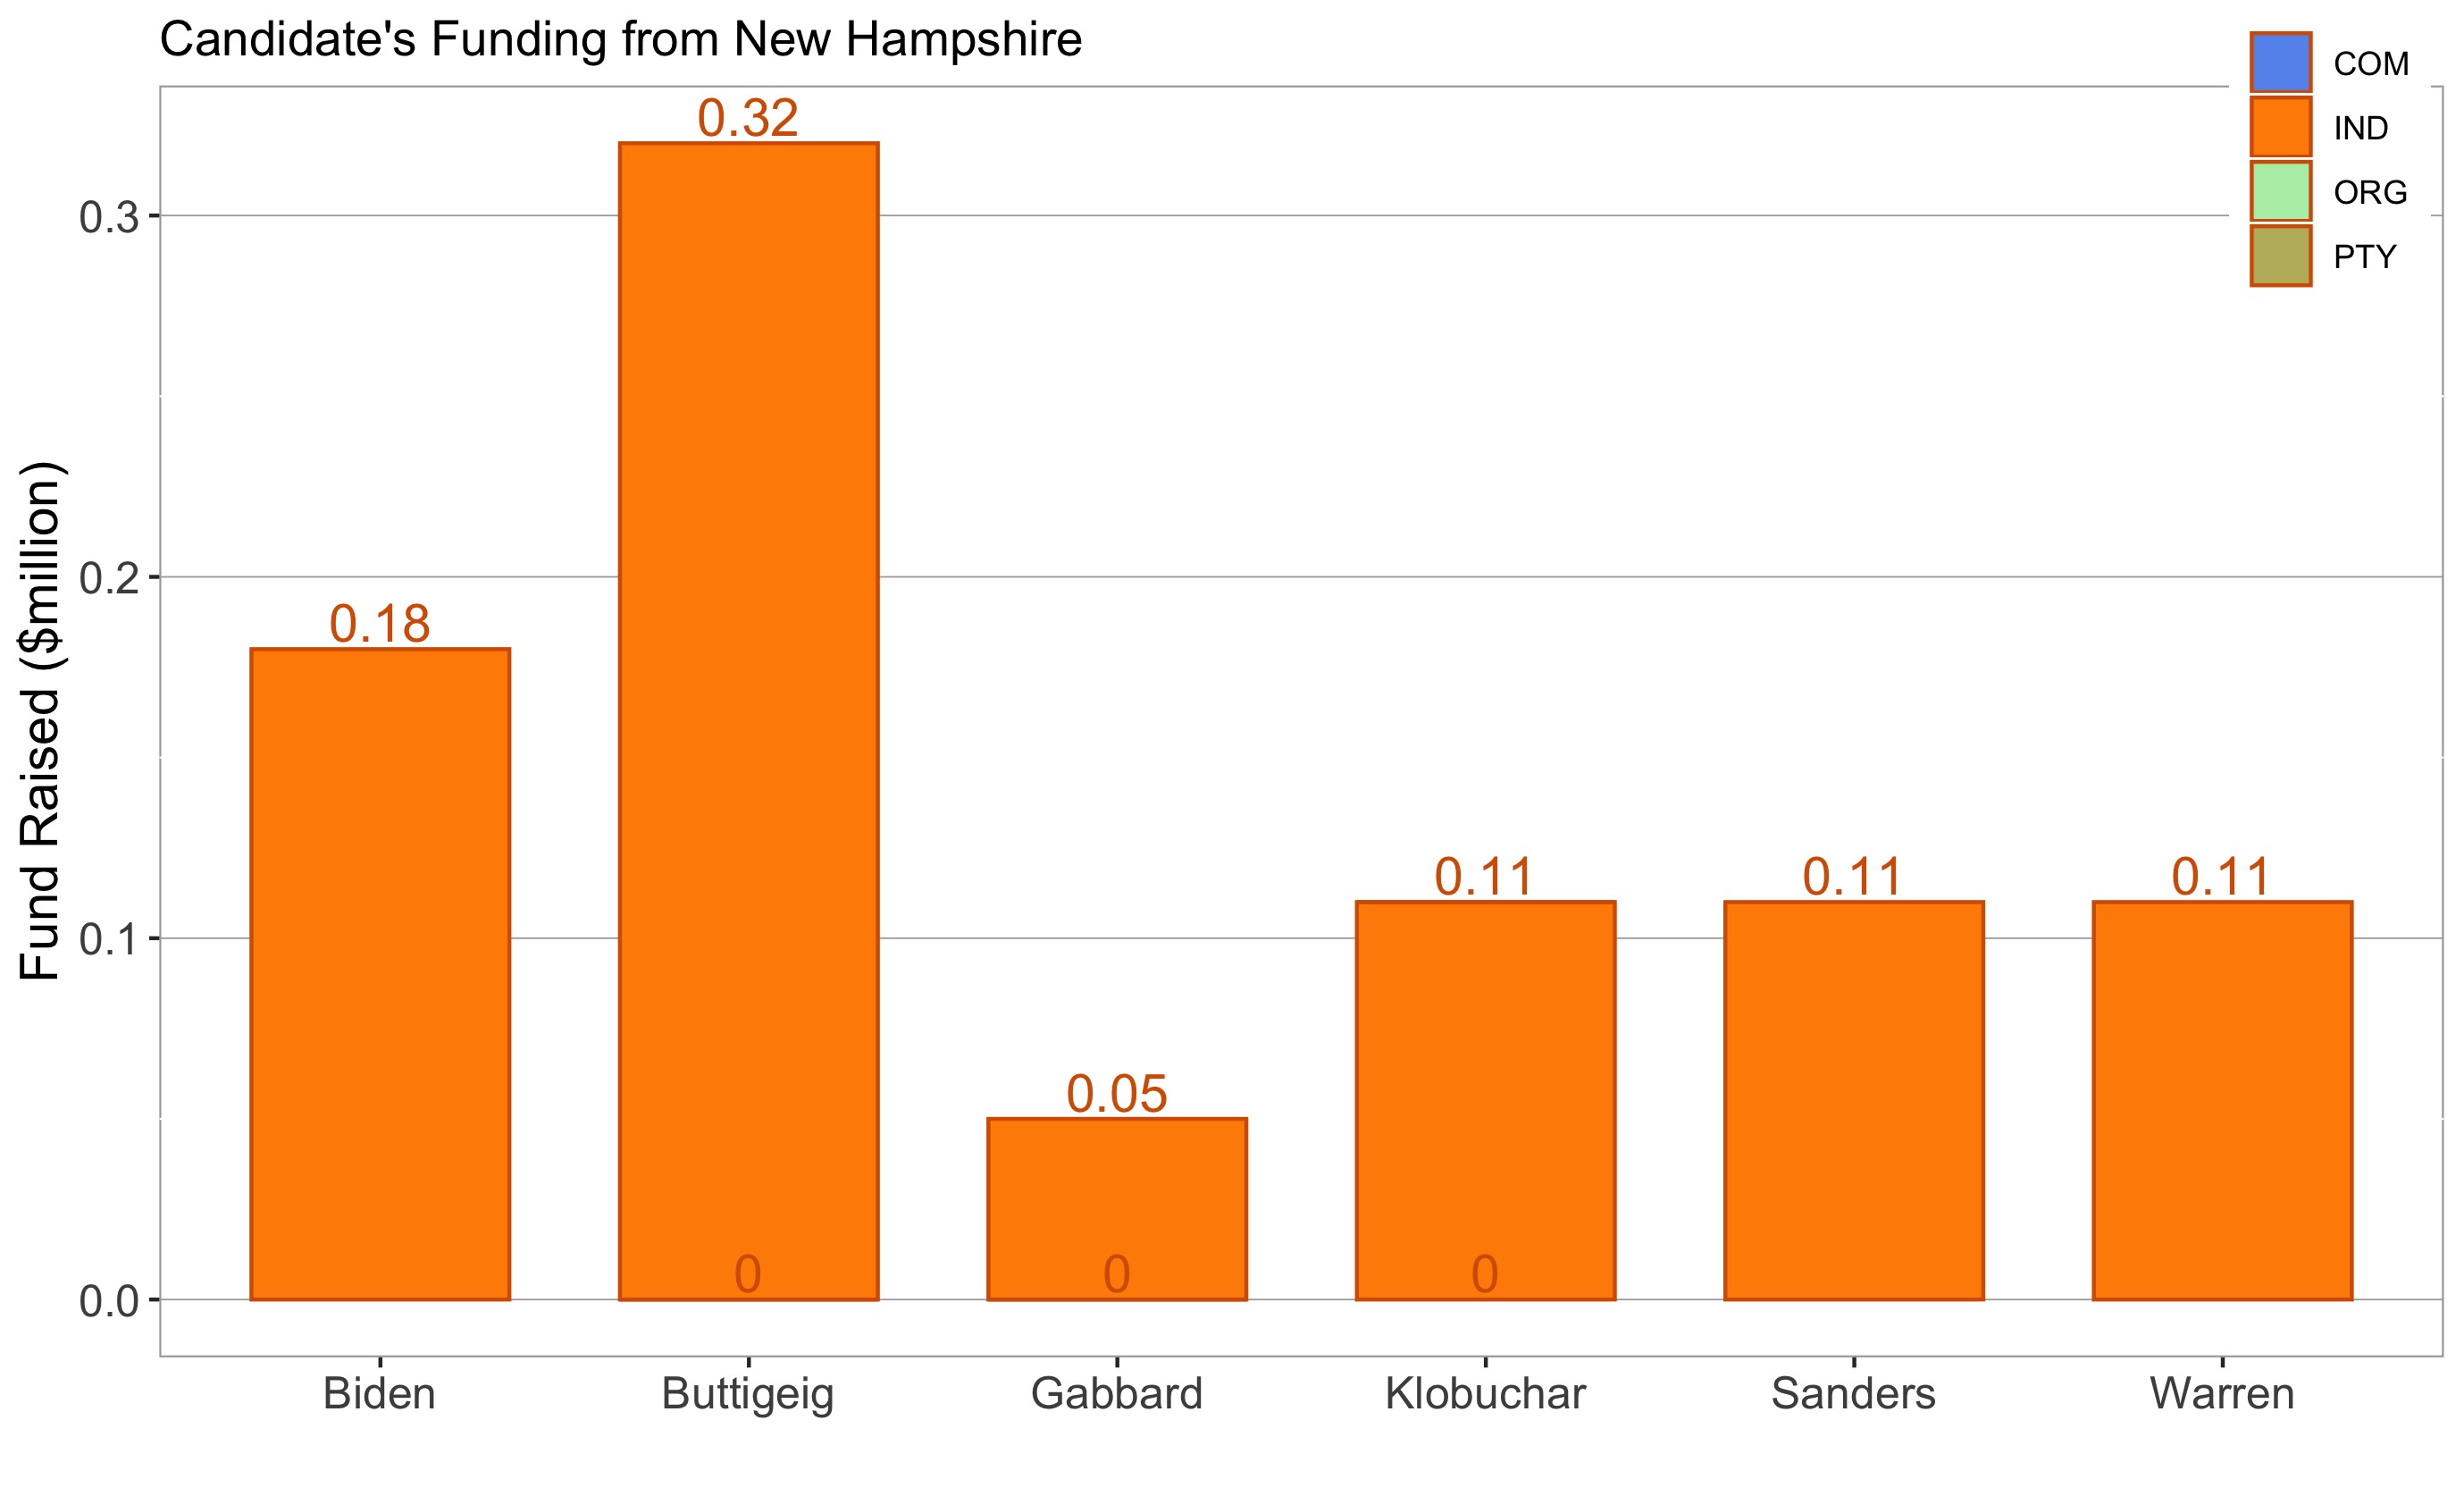 Candidate's Funding from New Hampshire
COM
IND
ORG
PTY
Fund Raised ($million)
0.3
0.2
0.1
0.0
0.18
0.32
0.05
0.11
0.11
0.11
0
0
0
Biden
Buttigeig
Gabbard
Klobuchar
Sanders
Warren